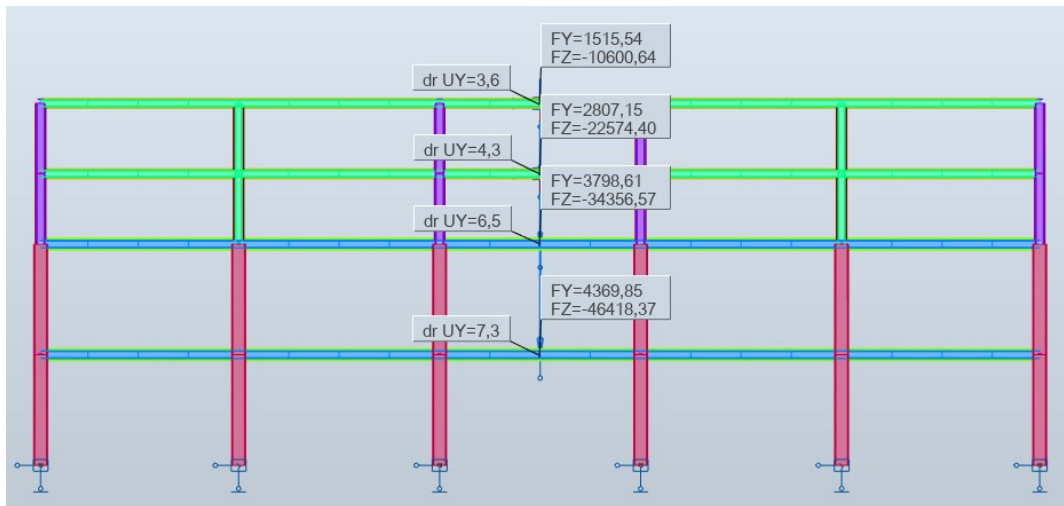 FY=1515,54
FZ=-10600,64
dr UY=3,6
FY=2807,15
FZ=-22574,40
dr UY=4,3
FY=3798,61
FZ=-34356,57
dr UY=6,5
FY=4369,85
FZ=-46418,37
dr UY=7,3